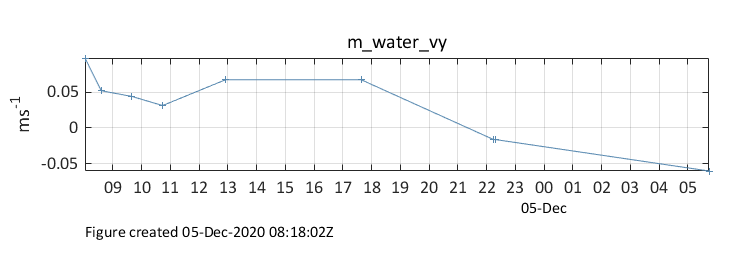 m_water_vy
ms-1
0.05
0
-0.05
09 10 11 12 13 14 15 16 17 18 19 20 21 22 23 00 01 02 03 04 05
05-Dec
Figure created 05-Dec-2020 08:18:02Z